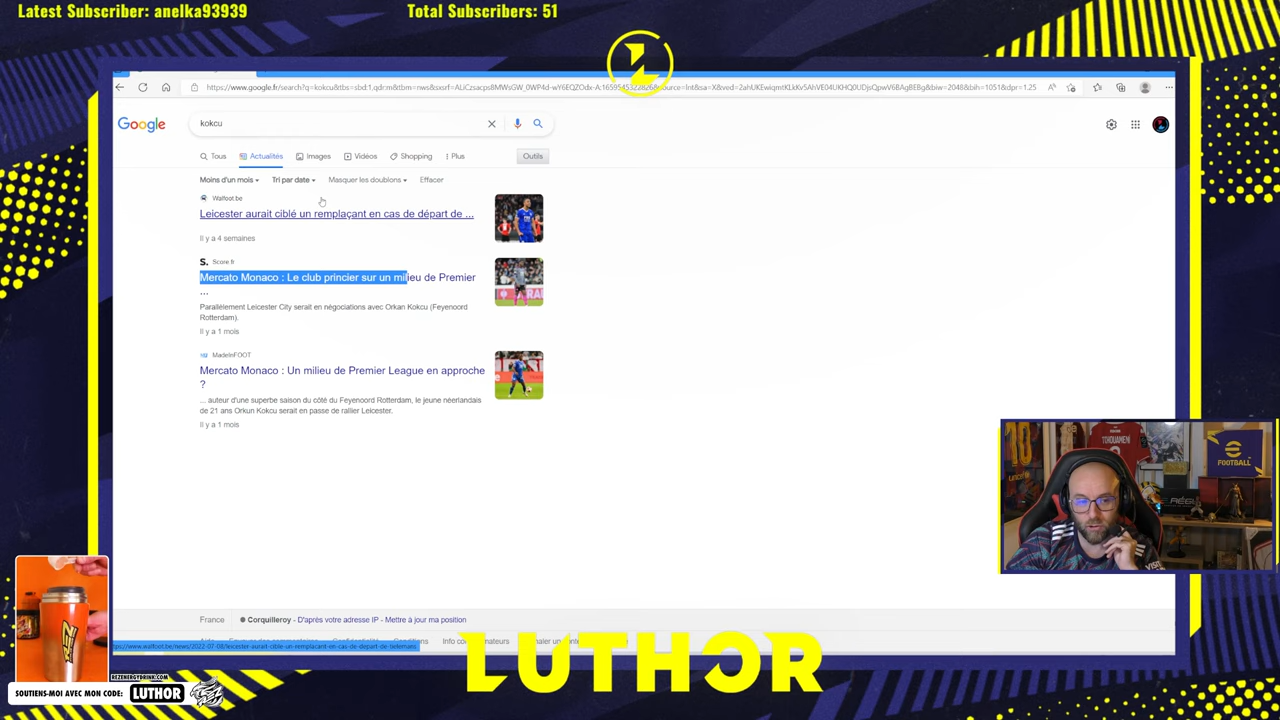 Latest Subscriber: anelka93939
Total Subscribers: 51
Google
kokcu
Tous
Actualités
Images
Vidéos
Shopping
Plus
Outils
Moins d'un mois
Tri par date
Masquer les doublons
Effacer
Walfoot.be
Leicester aurait ciblé un remplaçant en cas de départ de ...
Il y a 4 semaines
S. Score fr
Mercato Monaco : Le club princier sur un milieu de Premier
...
Parallèlement Leicester City serait en négociations avec Orkan Kokcu (Feyenoord
Rotterdam).
Il y a 1 mois
MadeInFOOT
Mercato Monaco : Un milieu de Premier League en approche
?
... auteur d'une superbe saison du côté du Feyenoord Rotterdam, le jeune néerlandais
de 21 ans Orkun Kokcu serait en passe de rallier Leicester.
Il y a 1 mois
TCHOUAMENI
FOOTBALL
France
Corquilleroy - D'après votre adresse IP - Mettre à jour ma position
LUTHOR
REZENERGYDRINK.COM
SOUTIENS-MOI AVEC MON CODE: LUTHOR